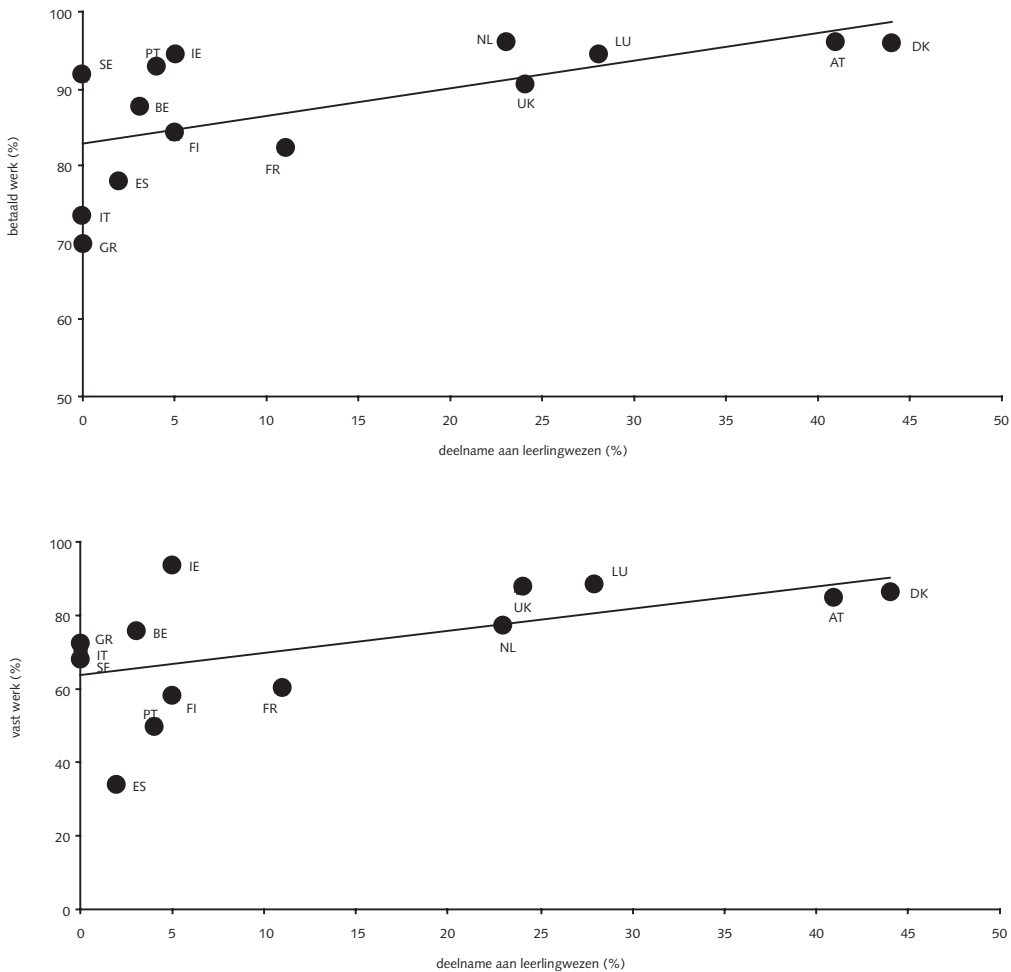 100
NL
LU
PT
IE
DK
SE
AT
90
BE
UK
FI
80
FR
ES
IT
70
GR
60
50
betaald werk (%)
0 5 10 15 20 25 30 35 40 45 50
deelname aan leerlingwezen (%)
100
IE
LU
DK
80
UK
AT
GR
BE
IT
NL
SE
60
PT
FI
FR
40
ES
20
0
vast werk (%)
0 5 10 15 20 25 30 35 40 45 50
deelname aan leerlingwezen (%)